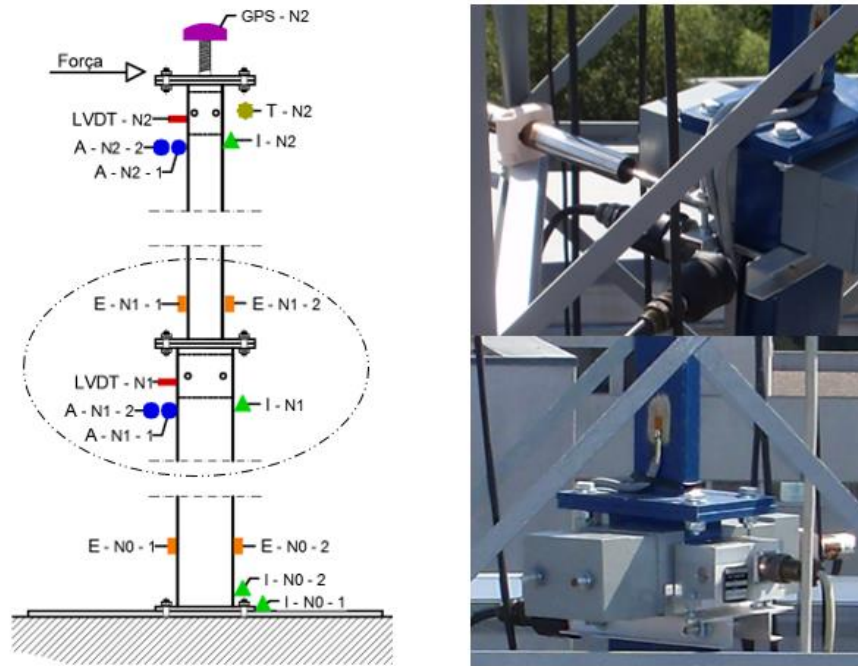 GPS - N2
Força
T - N2
LVDT - N2
I - N2
A - N2 - 2
A - N2 - 1
E - N1 - 1
E - N1 - 2
LVDT - N1
I - N1
A - N1 - 2
A - N1 - 1
E - N0 - 1
E - N0 - 2
I - N0 - 2
I - N0 - 1